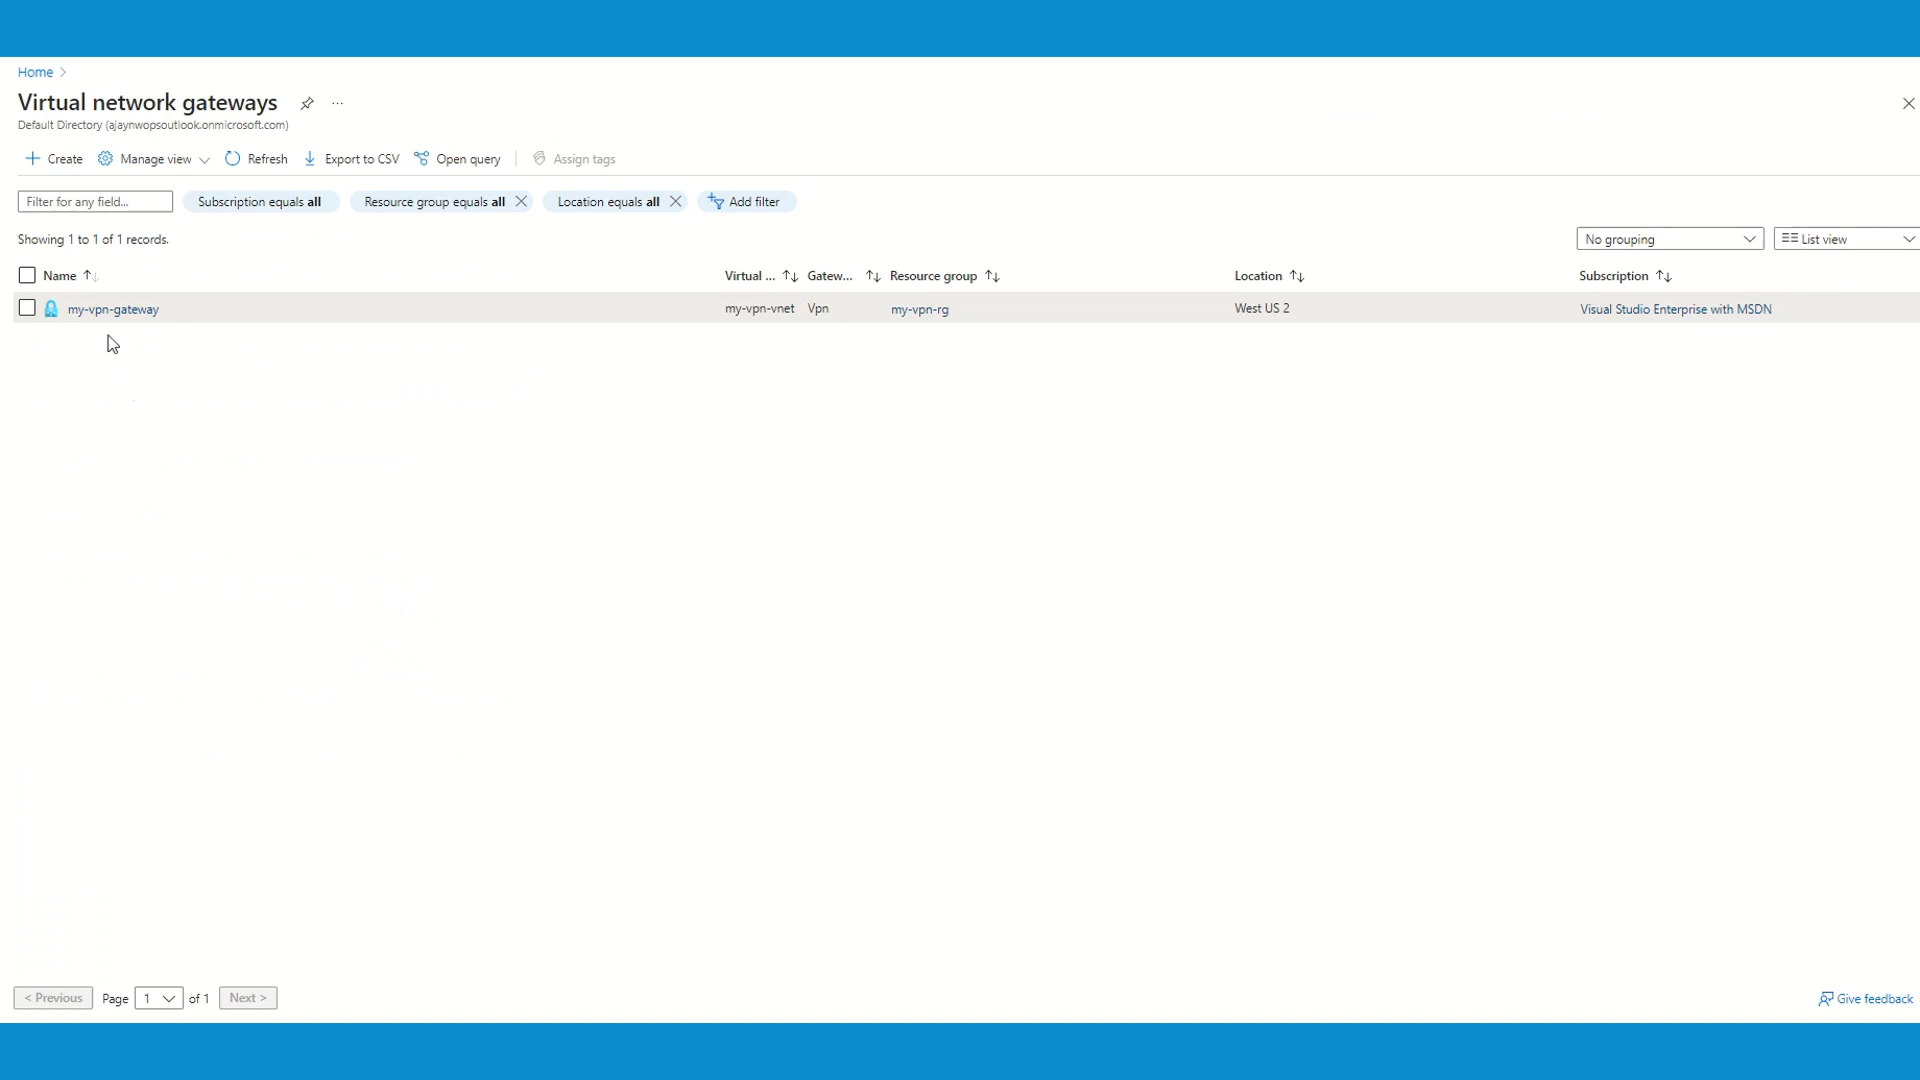 Home
Virtual network gateways ...
Default Directory (ajaynwopsoutlook.onmicrosoft.com)
Create Manage view Refresh Export to CSV Open query Assign tags
Filter for any field... Subscription equals all Resource group equals all Location equals all Add filter
Showing 1 to 1 of 1 records. No grouping List view
Name Virtual ... Gatew... Resource group Location Subscription
my-vpn-gateway my-vpn-vnet Vpn my-vpn-rg West US 2 Visual Studio Enterprise with MSDN
< Previous Page 1 of 1 Next > Give feedback